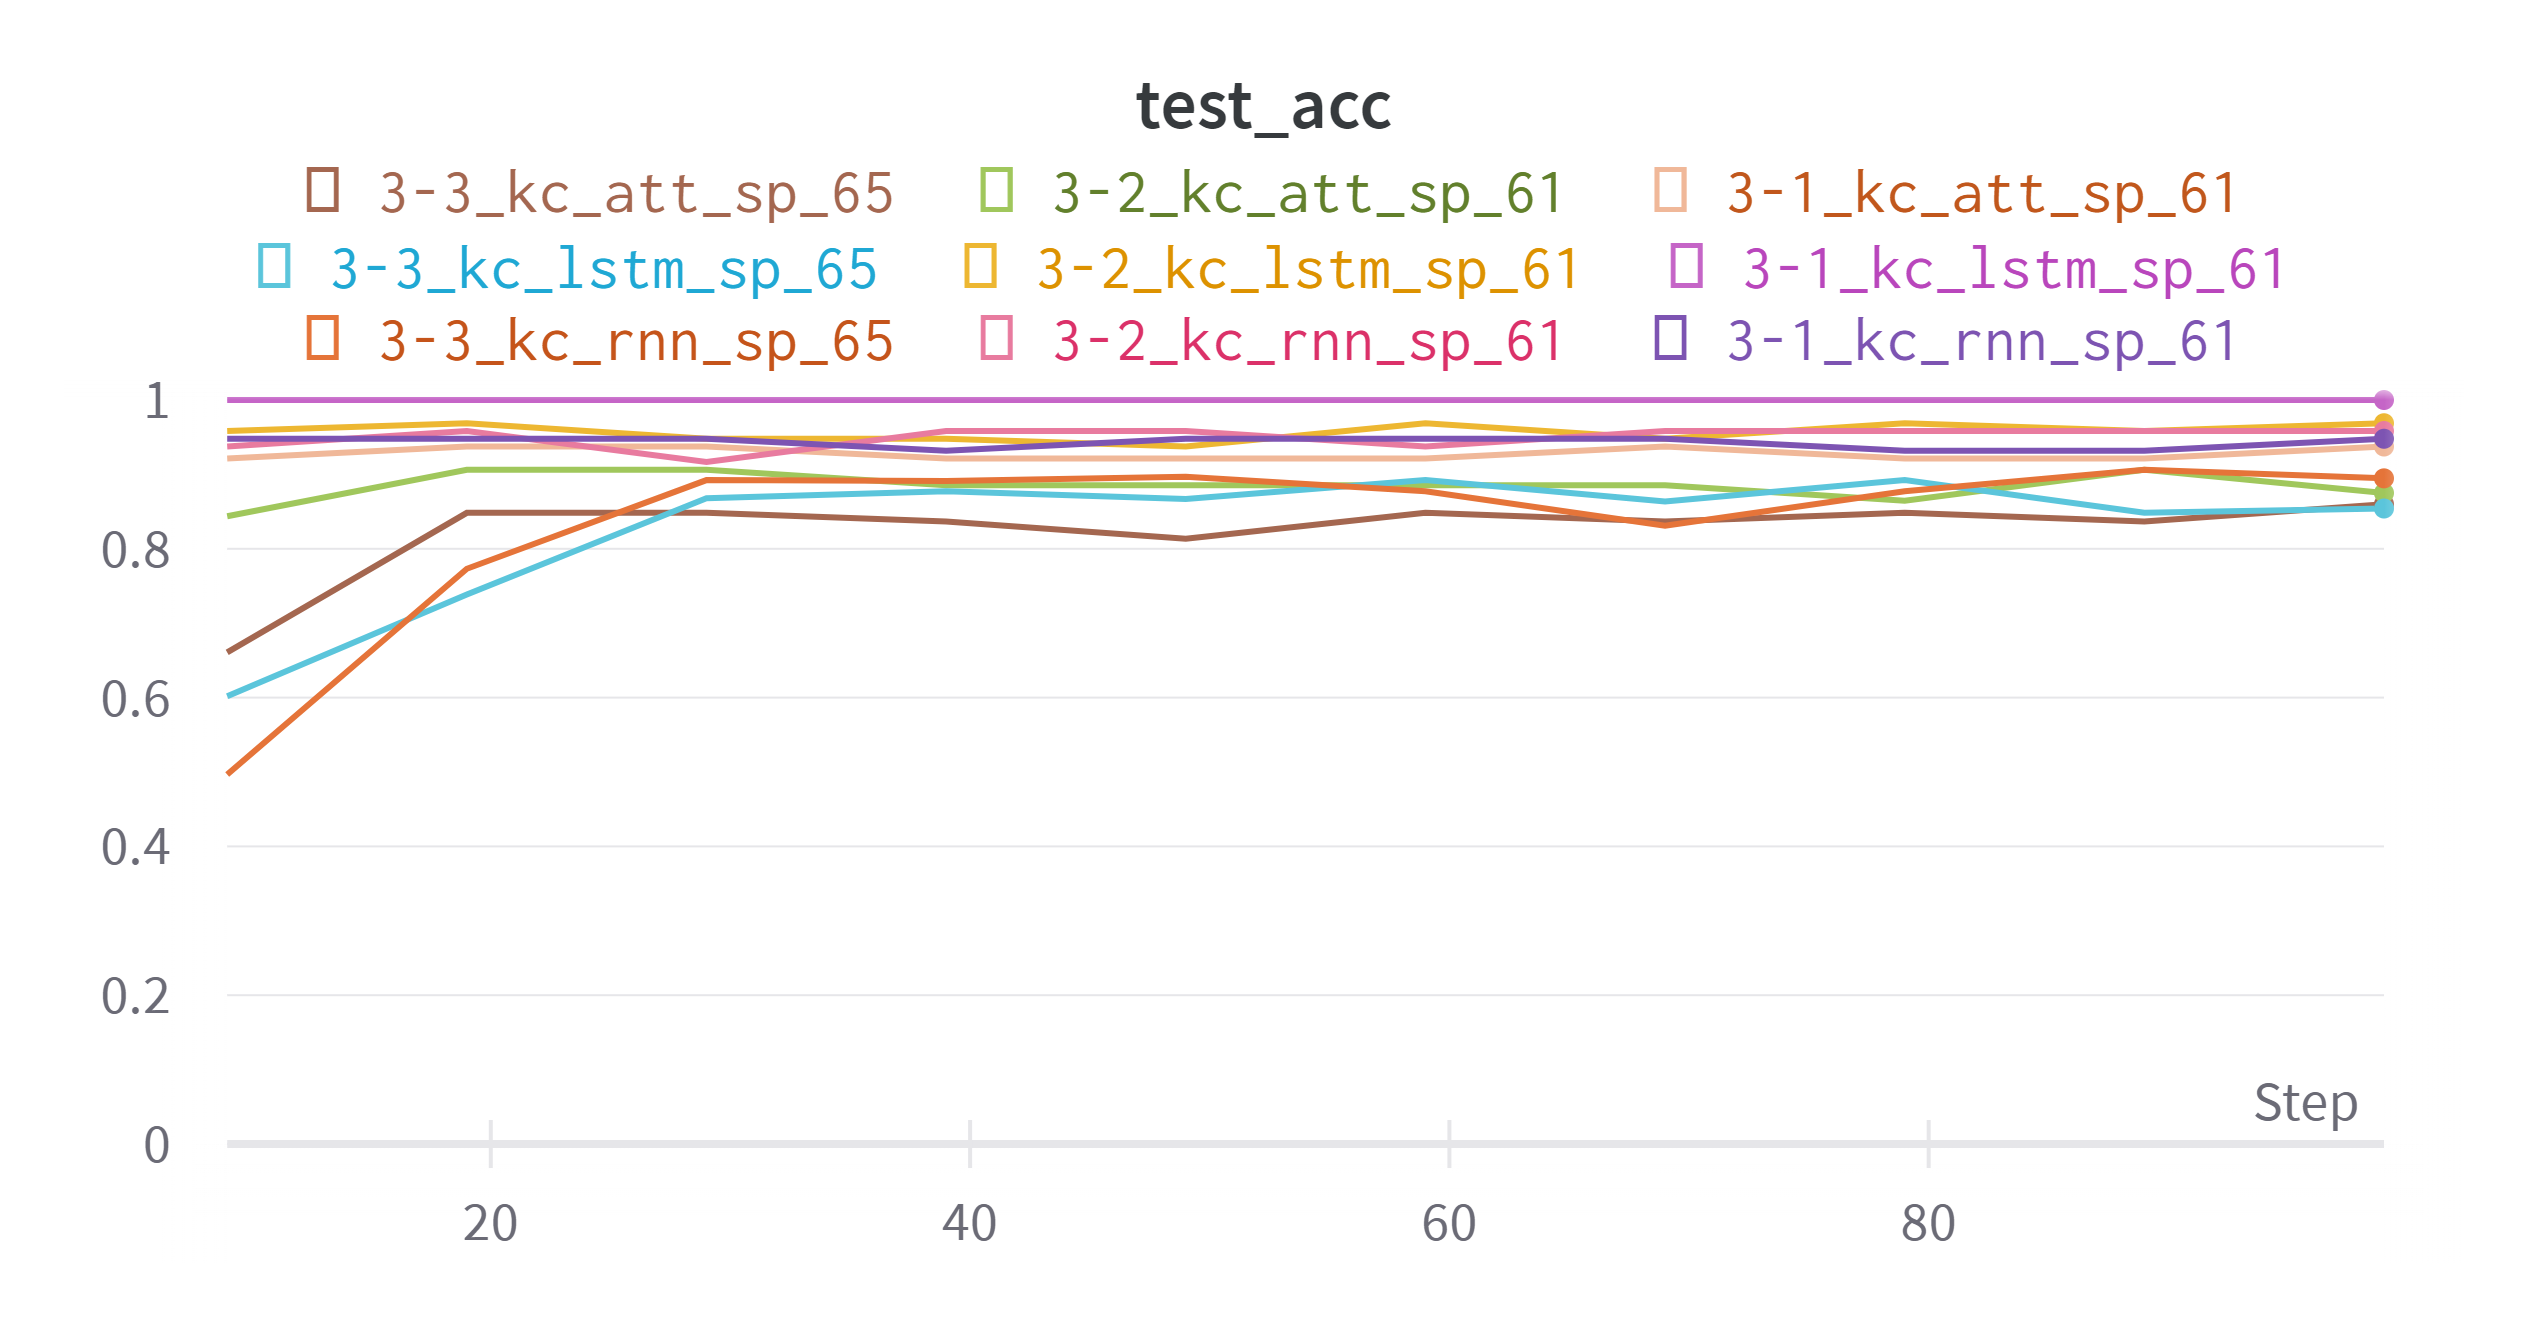 test_acc
3-3_kc_att_sp_65 3-2_kc_att_sp_61 3-1_kc_att_sp_61
3-3_kc_lstm_sp_65 3-2_kc_lstm_sp_61 3-1_kc_lstm_sp_61
3-3_kc_rnn_sp_65 3-2_kc_rnn_sp_61 3-1_kc_rnn_sp_61
1
0.8
0.6
0.4
0.2
Step
0
20 40 60 80